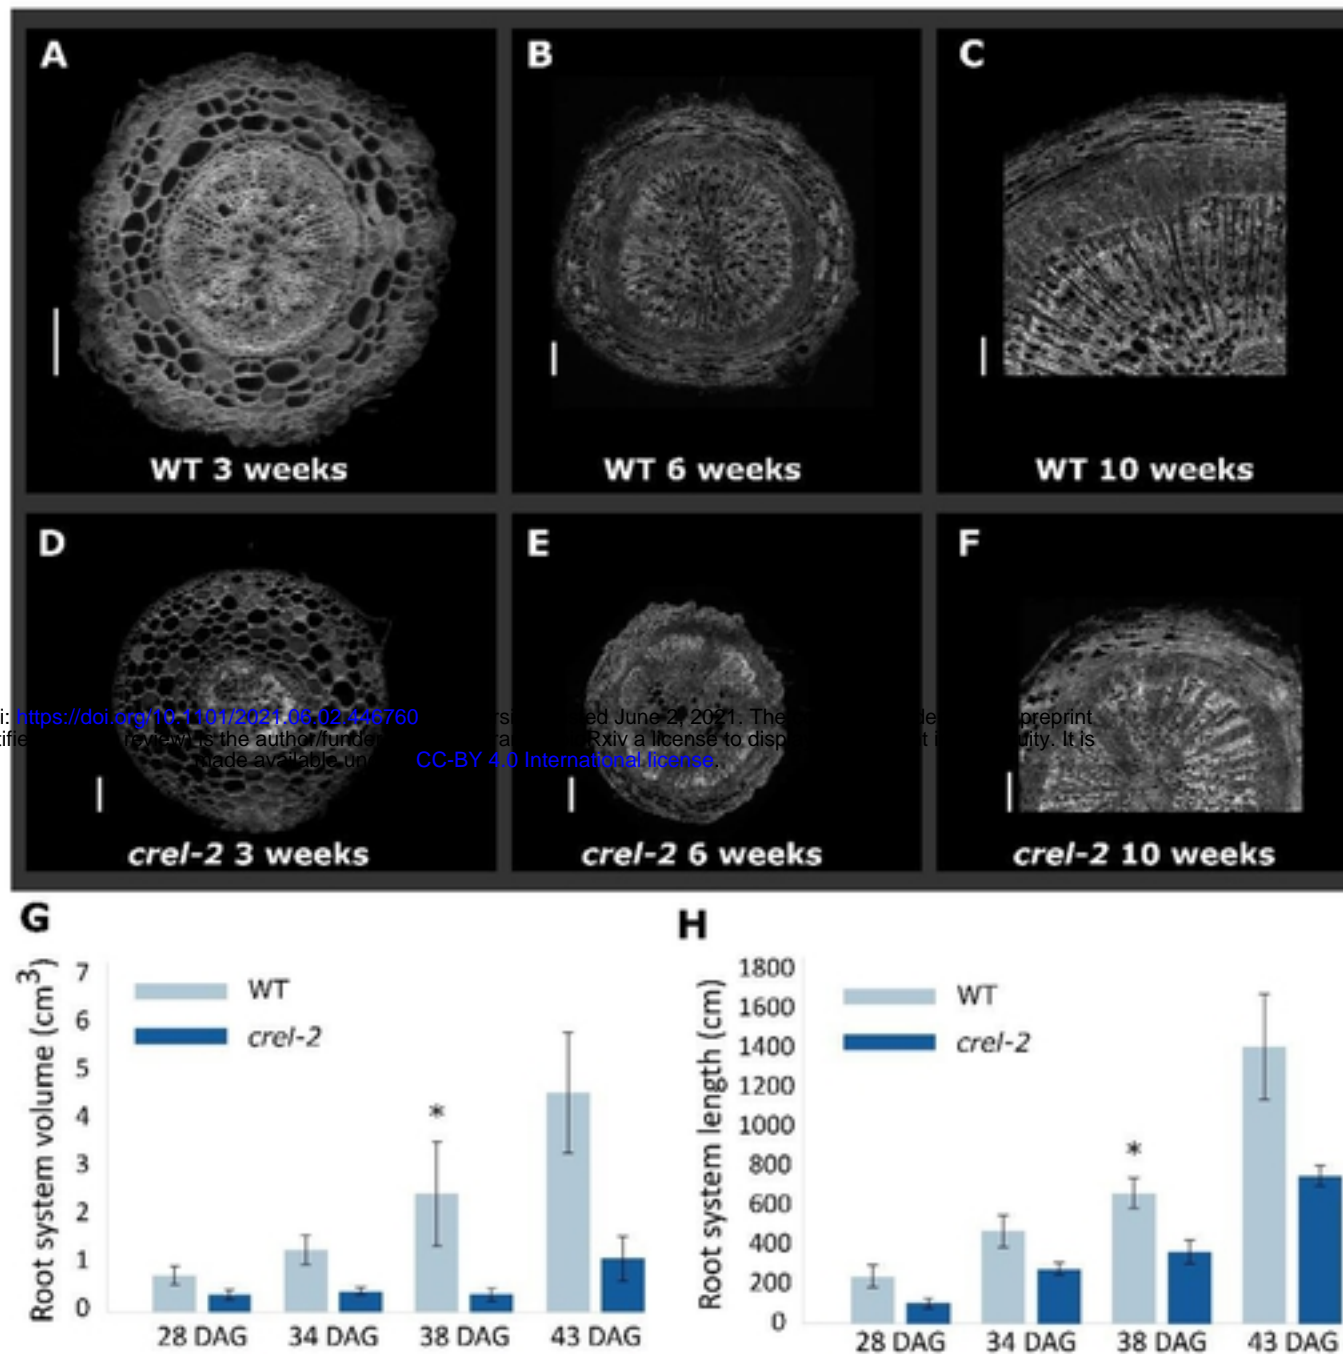 A
B
C
WT 3 weeks
WT 6 weeks
WT 10 weeks
D
E
F
i: https://doi.org/10.1101/2021.06.02.446760 ed June 2, 2021. The preprint
review) is the author/funder Rxiv a license to It is
made available CC-BY 4.0 International license.
crel-2 3 weeks
crel-2 6 weeks
crel-2 10 weeks
G
Root system volume (cm³)
7
6
5
4
3
2
1
0
WT
crel-2
*
28 DAG 34 DAG 38 DAG 43 DAG
H
Root system length (cm)
1800
1600
1400
1200
1000
800
600
400
200
0
WT
crel-2
*
28 DAG 34 DAG 38 DAG 43 DAG